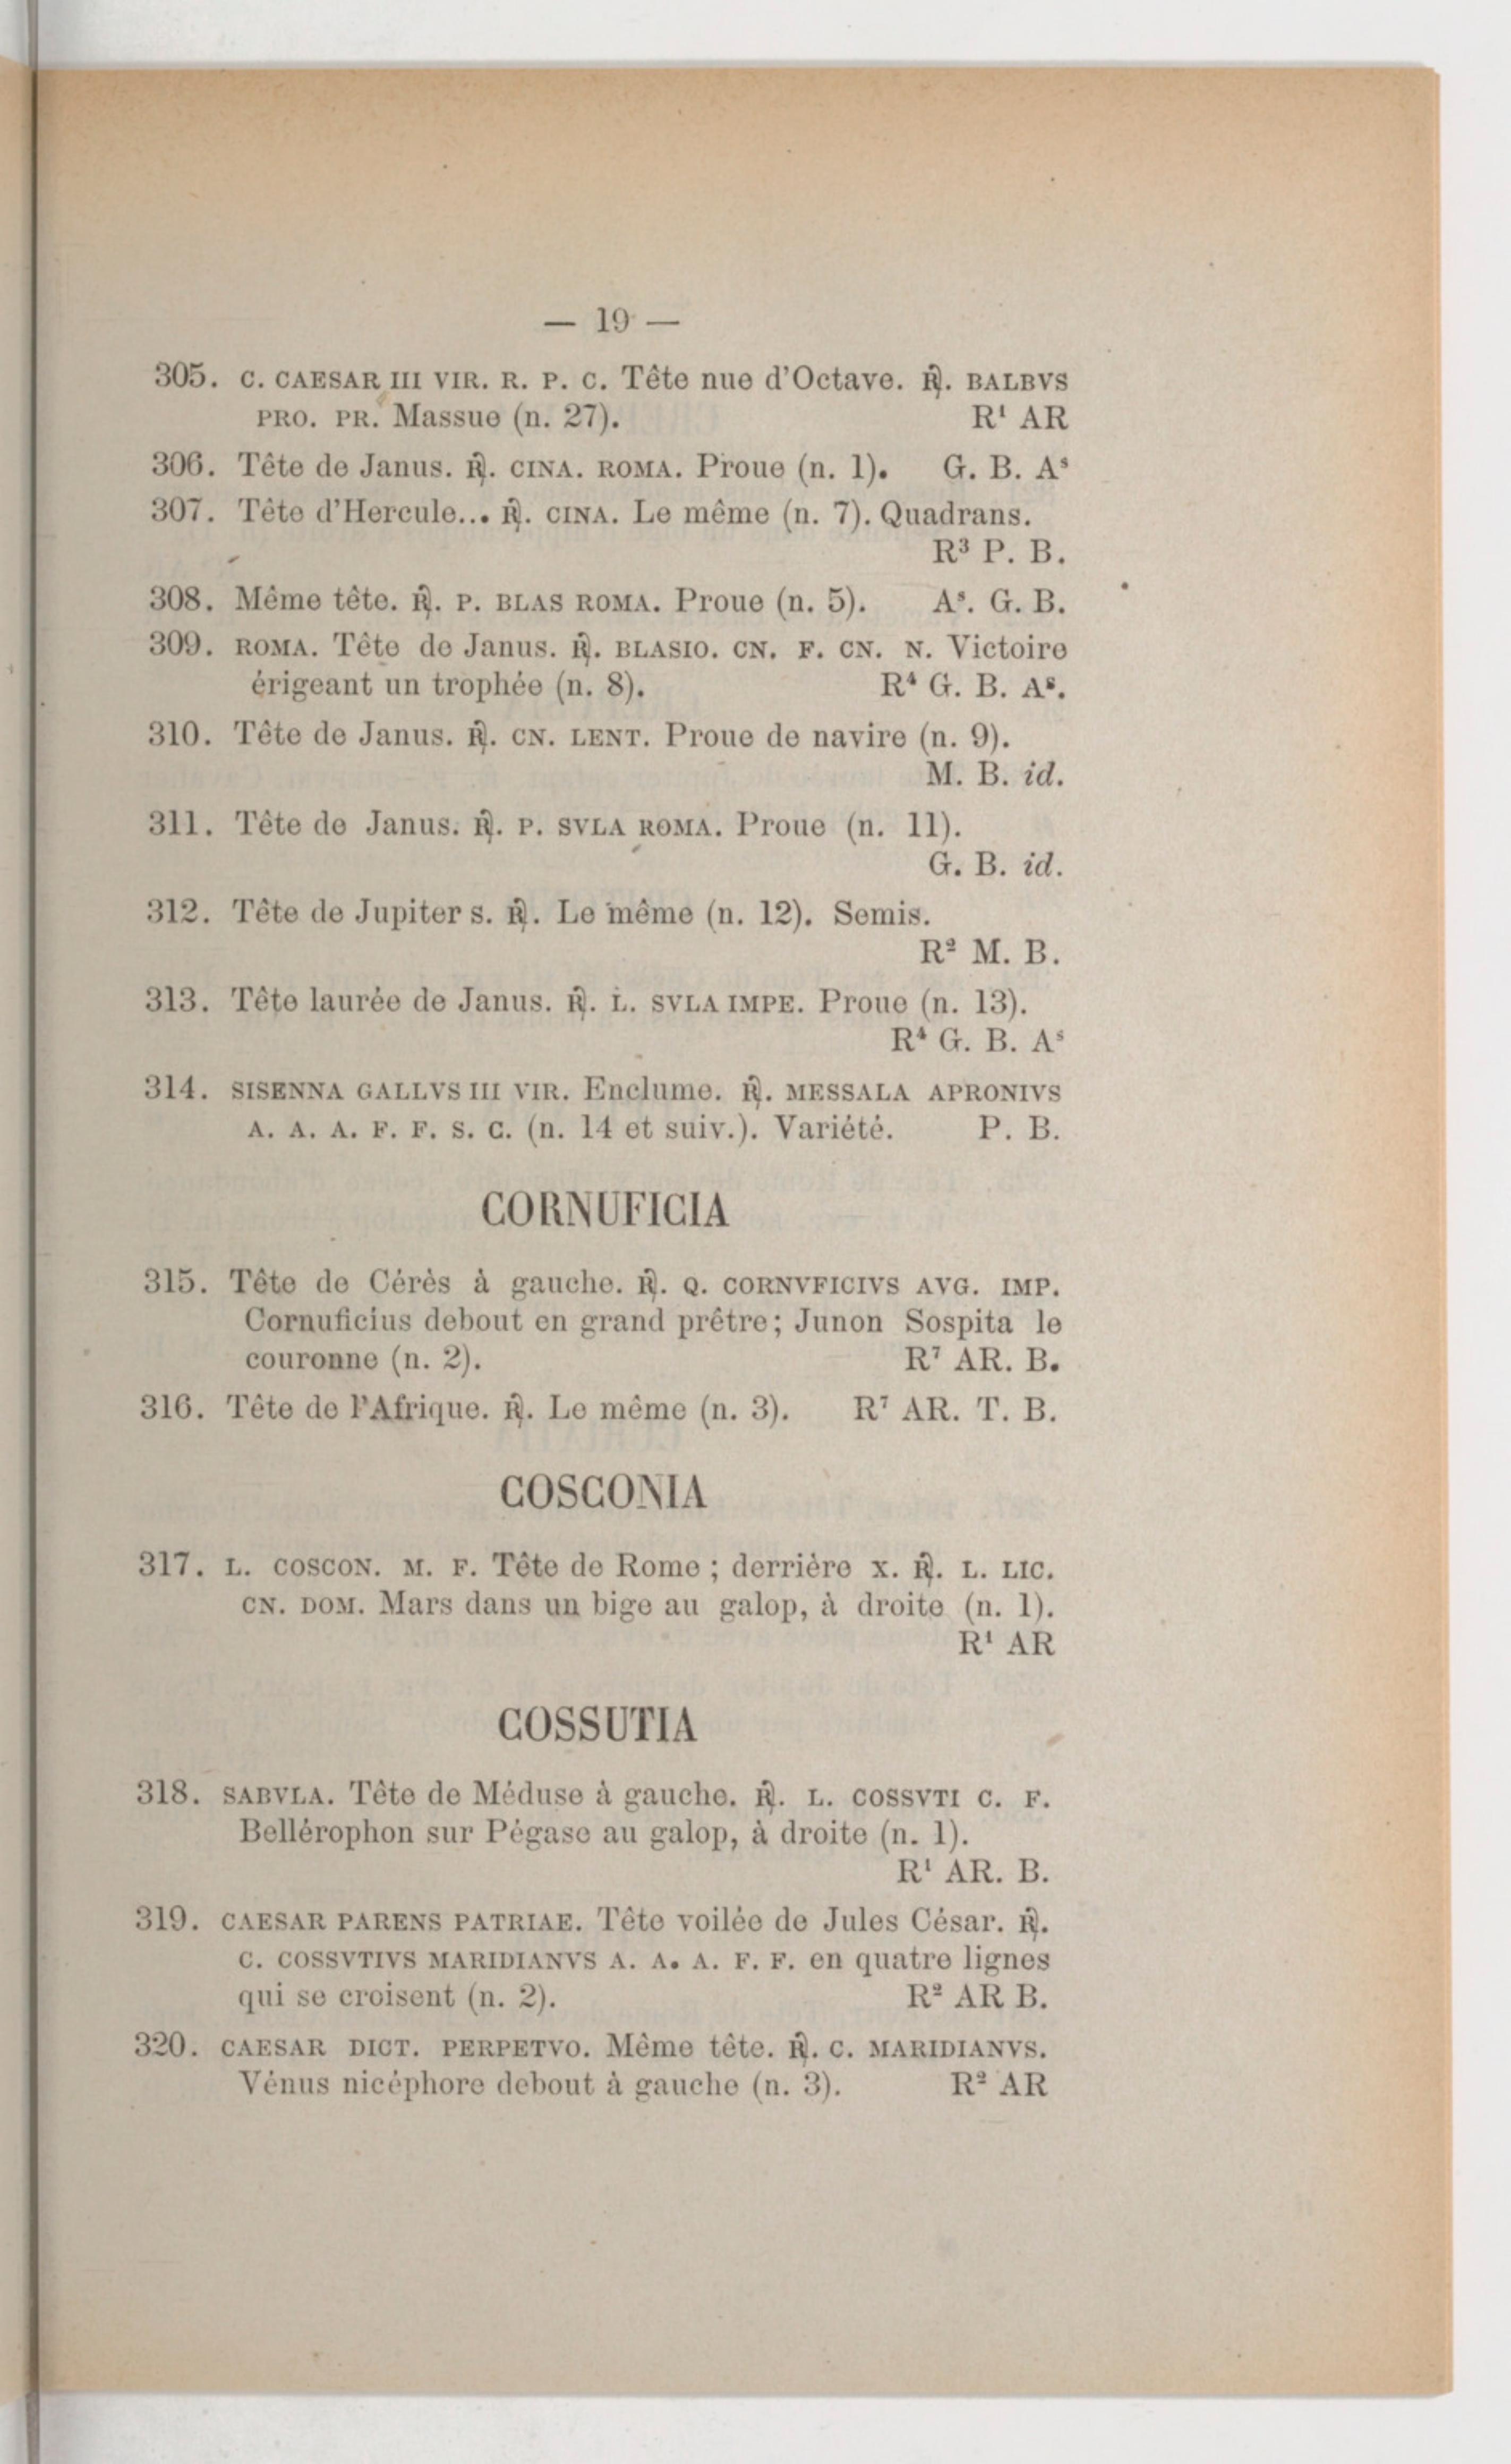 — 19 —
305. C. CAESAR III VIR. R. P. C. Tête nue d'Octave. ℟. BALBVS
PRO. PR. Massue (n. 27). R¹ AR
306. Tête de Janus. ℟. CINA. ROMA. Proue (n. 1). G. B. Aˢ
307. Tête d'Hercule... ℟. CINA. Le même (n. 7). Quadrans.
R³ P. B.
308. Même tête. ℟. P. BLAS ROMA. Proue (n. 5). Aˢ. G. B.
309. ROMA. Tête de Janus. ℟. BLASIO. CN. F. CN. N. Victoire
érigeant un trophée (n. 8). R⁴ G. B. Aˢ.
310. Tête de Janus. ℟. CN. LENT. Proue de navire (n. 9).
M. B. id.
311. Tête de Janus. ℟. P. SVLA ROMA. Proue (n. 11).
G. B. id.
312. Tête de Jupiter s. ℟. Le même (n. 12). Semis.
R² M. B.
313. Tête laurée de Janus. ℟. L. SVLA IMPE. Proue (n. 13).
R⁴ G. B. Aˢ
314. SISENNA GALLVS III VIR. Enclume. ℟. MESSALA APRONIVS
A. A. A. F. F. S. C. (n. 14 et suiv.). Variété. P. B.
CORNUFICIA
315. Tête de Cérès à gauche. ℟. Q. CORNVFICIVS AVG. IMP.
Cornuficius debout en grand prêtre; Junon Sospita le
couronne (n. 2). R⁷ AR. B.
316. Tête de l'Afrique. ℟. Le même (n. 3). R⁷ AR. T. B.
COSCONIA
317. L. COSCON. M. F. Tête de Rome ; derrière X. ℟. L. LIC.
CN. DOM. Mars dans un bige au galop, à droite (n. 1).
R¹ AR
COSSUTIA
318. SABVLA. Tête de Méduse à gauche. ℟. L. COSSVTI C. F.
Bellérophon sur Pégase au galop, à droite (n. 1).
R¹ AR. B.
319. CAESAR PARENS PATRIAE. Tête voilée de Jules César. ℟.
C. COSSVTIVS MARIDIANVS A. A. A. F. F. en quatre lignes
qui se croisent (n. 2). R² AR B.
320. CAESAR DICT. PERPETVO. Même tête. ℟. C. MARIDIANVS.
Vénus nicéphore debout à gauche (n. 3). R² AR